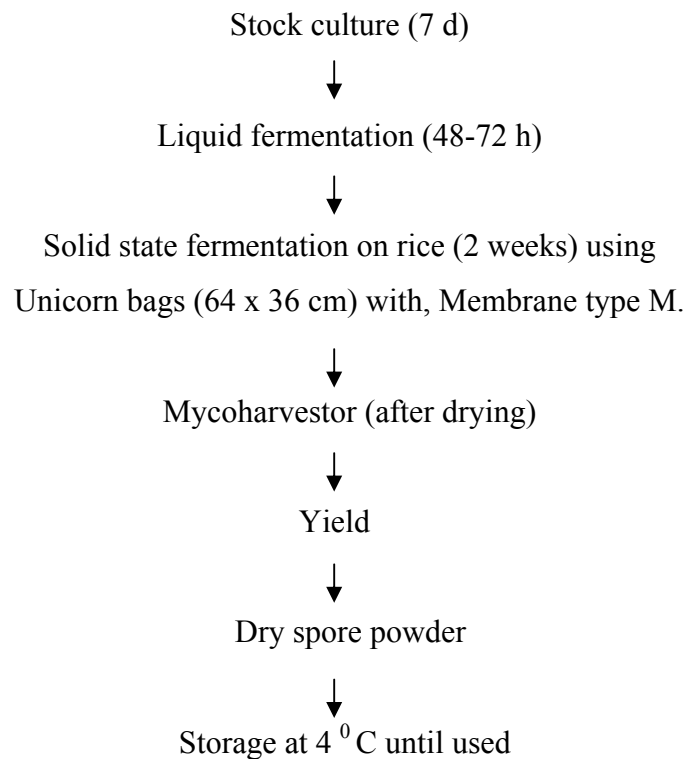 Stock culture (7 d)
Liquid fermentation (48-72 h)
Solid state fermentation on rice (2 weeks) using
Unicorn bags (64 x 36 cm) with, Membrane type M.
Mycoharvestor (after drying)
Yield
Dry spore powder
Storage at 4 ⁰ C until used